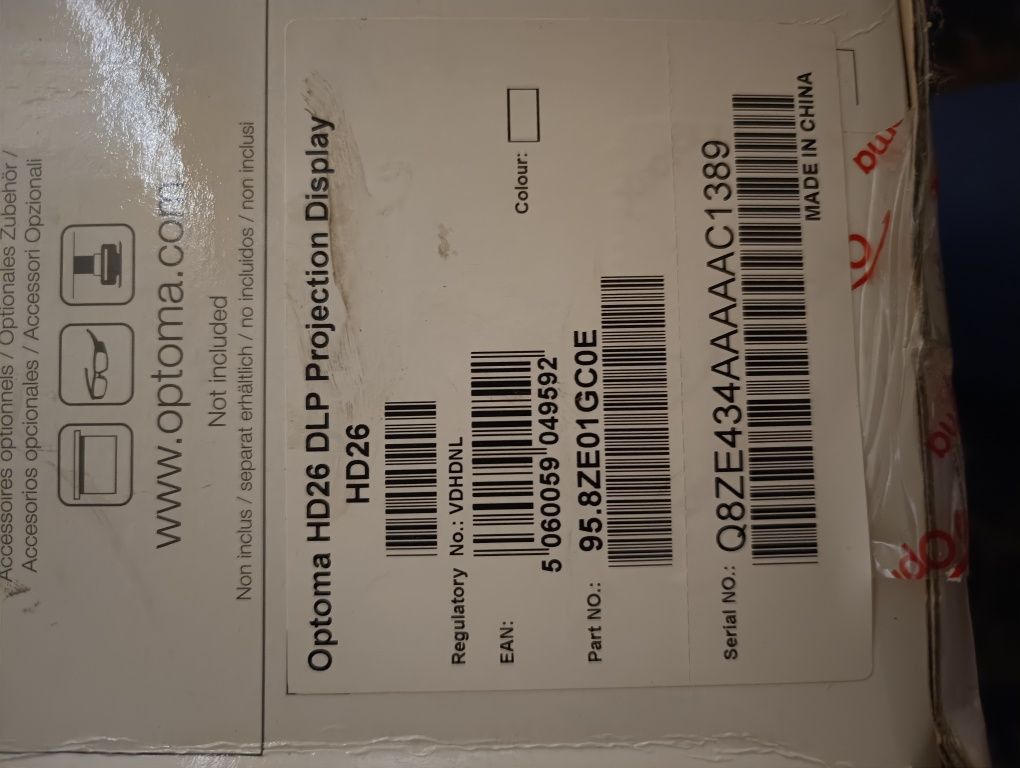 Accessoires optionnels / Optionales Zubehör /
Accesorios opcionales / Accessori Opzionali
www.optoma.com
Not included
Non inclus / separat erhältlich / no incluidos / non inclusi
Optoma HD26 DLP Projection Display
HD26
Regulatory No.: VDHDNL
EAN:
5 060059 049592
Colour:
Part NO.: 95.8ZE01GC0E
Serial NO.: Q8ZE434AAAAAC1389
MADE IN CHINA